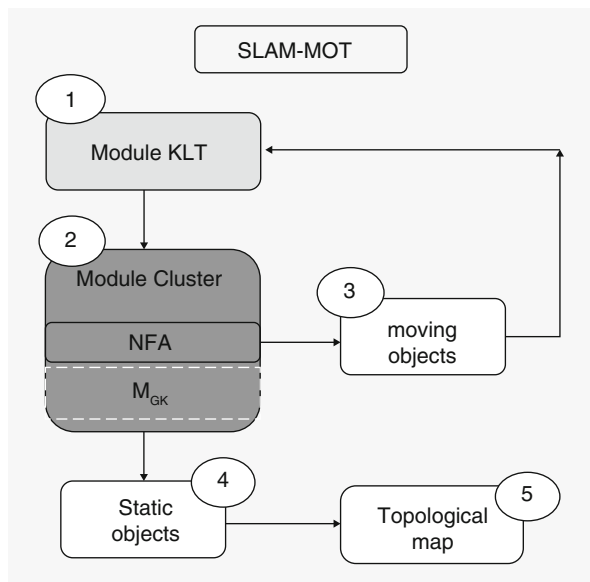 SLAM-MOT
1
Module KLT
2
Module Cluster
NFA
M_GK
3
moving
objects
4
Static
objects
5
Topological
map